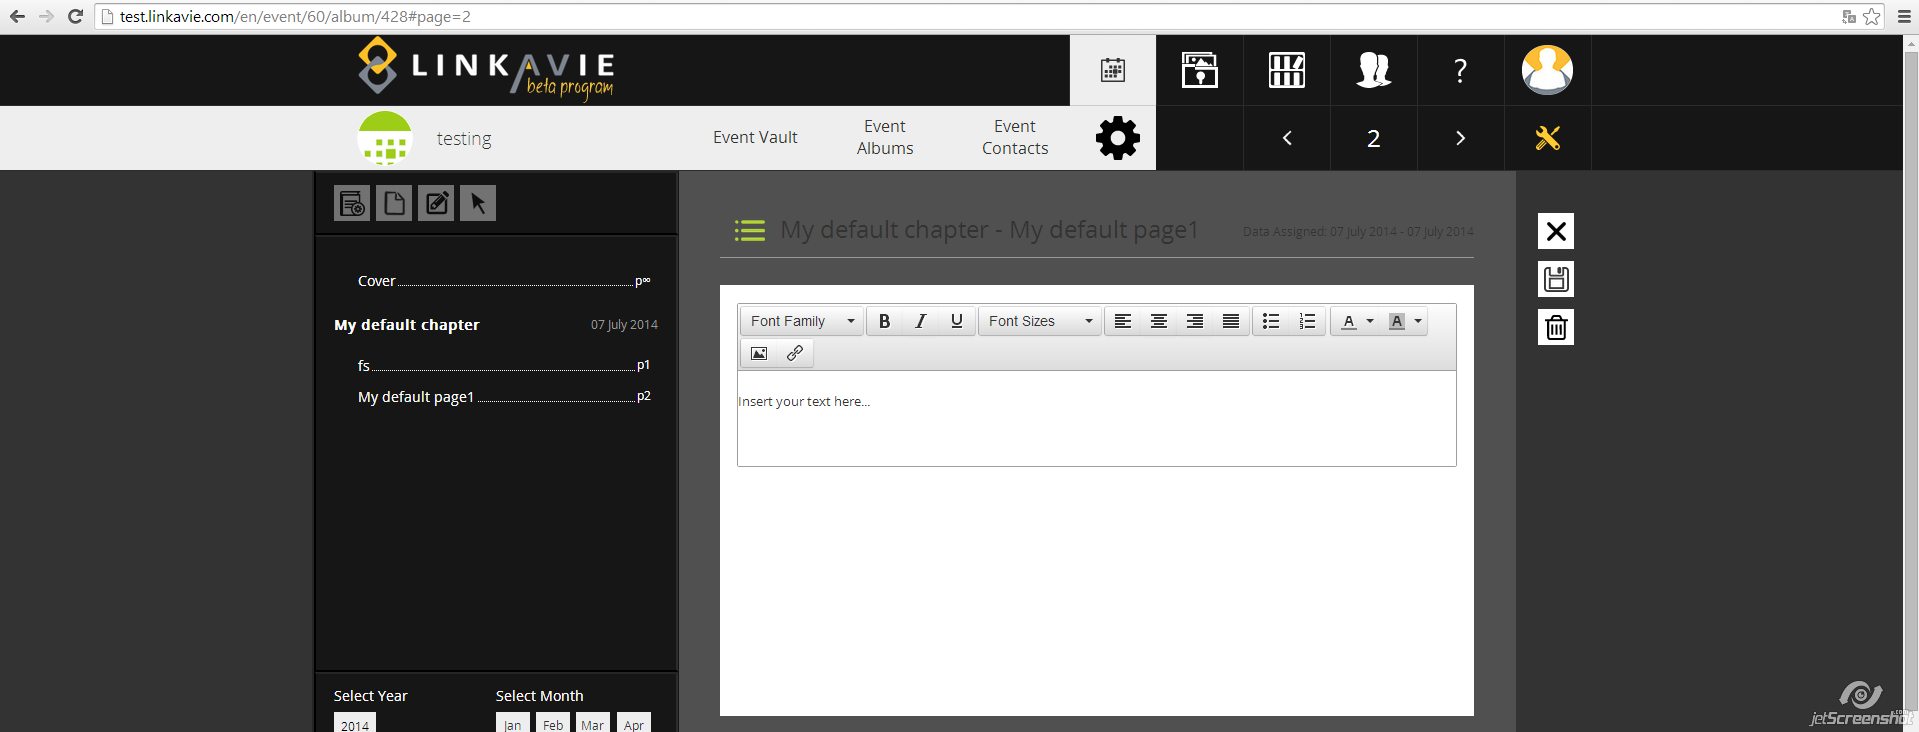 test.linkavie.com/en/event/60/album/428#page=2
LINKAVIE
beta program
?
testing
Event Vault
Event Albums
Event Contacts
< 2 >
My default chapter - My default page1
Data Assigned: 07 July 2014 - 07 July 2014
Cover p∞
My default chapter 07 July 2014
fs p1
My default page1 p2
Font Family B I U Font Sizes A A
Insert your text here...
Select Year Select Month
2014 Jan Feb Mar Apr
jetScreenshot.com